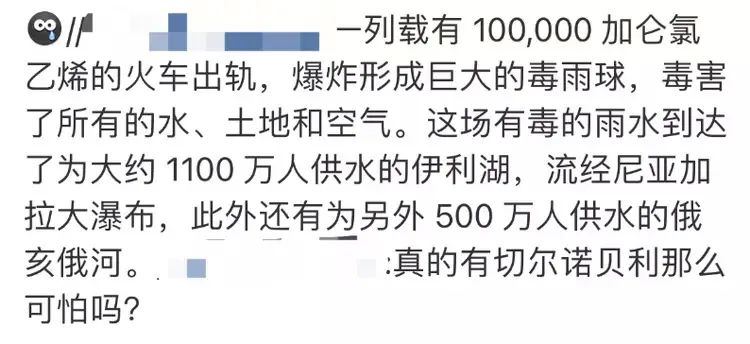 // 一列载有 100,000 加仑氯
乙烯的火车出轨，爆炸形成巨大的毒雨球，毒害
了所有的水、土地和空气。这场有毒的雨水到达
了为大约 1100 万人供水的伊利湖，流经尼亚加
拉大瀑布，此外还有为另外 500 万人供水的俄
亥俄河。 :真的有切尔诺贝利那么
可怕吗?